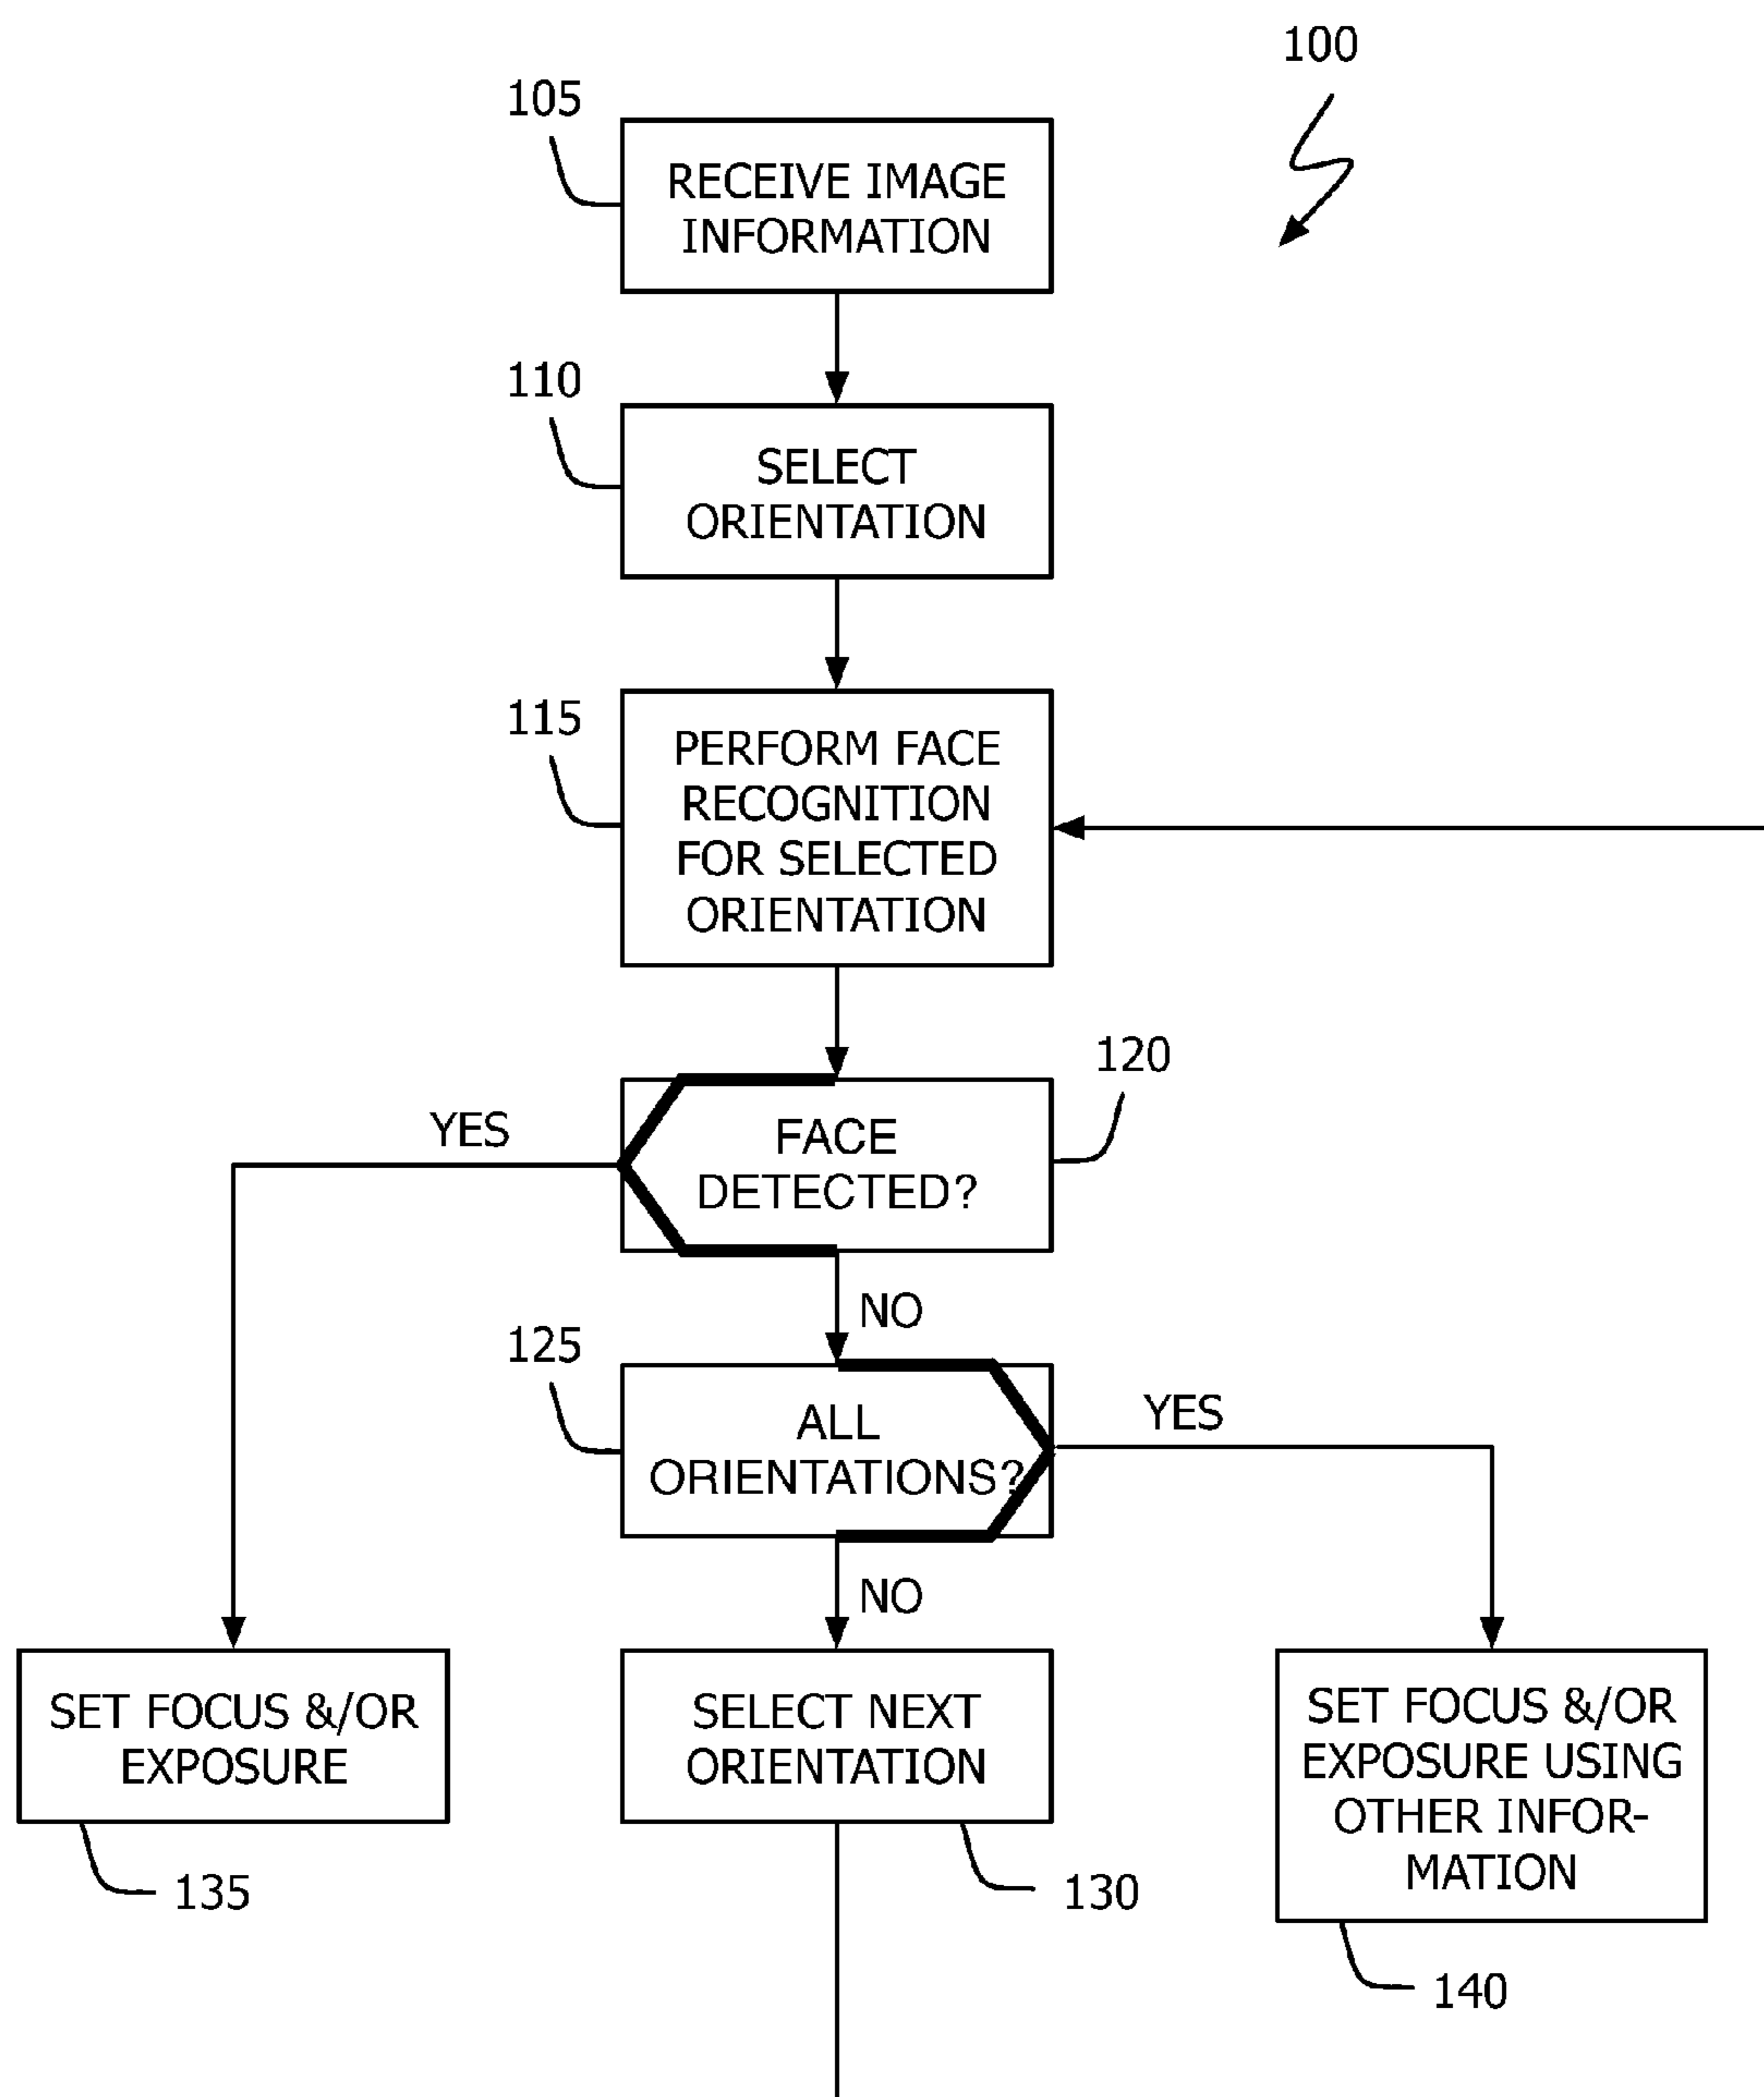 100
105
RECEIVE IMAGE
INFORMATION
110
SELECT
ORIENTATION
115
PERFORM FACE
RECOGNITION
FOR SELECTED
ORIENTATION
120
YES
FACE
DETECTED?
NO
125
ALL
ORIENTATIONS?
YES
NO
SET FOCUS &/OR
EXPOSURE
135
SELECT NEXT
ORIENTATION
130
SET FOCUS &/OR
EXPOSURE USING
OTHER INFOR-
MATION
140